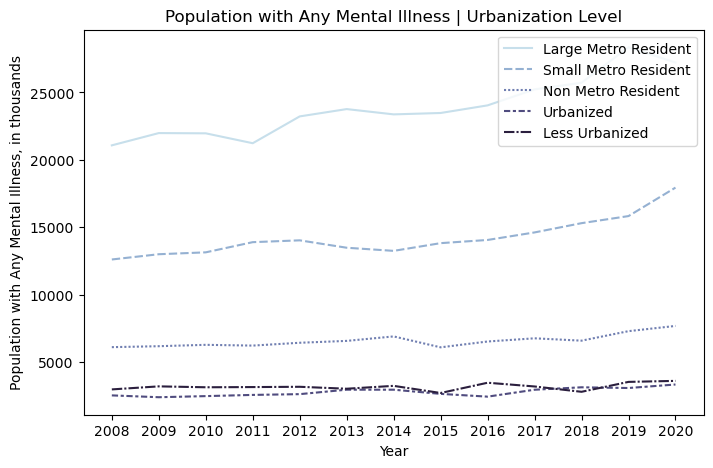 Population with Any Mental Illness | Urbanization Level
Large Metro Resident
Small Metro Resident
Non Metro Resident
Urbanized
Less Urbanized
Population with Any Mental Illness, in thousands
25000
20000
15000
10000
5000
2008 2009 2010 2011 2012 2013 2014 2015 2016 2017 2018 2019 2020
Year